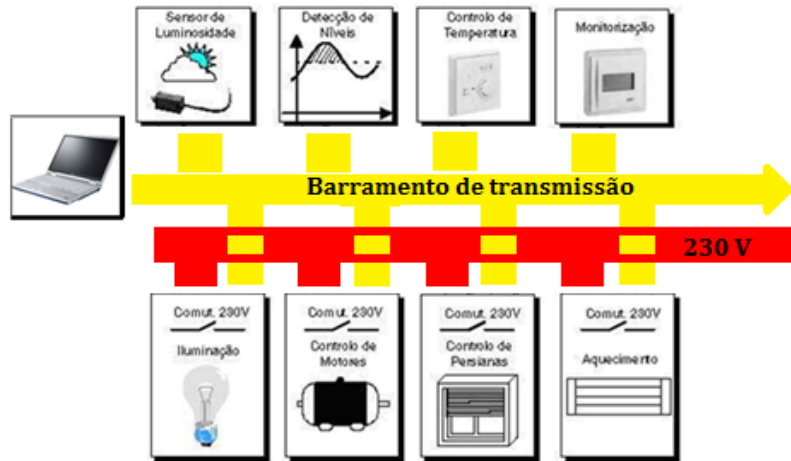 Sensor de
Luminosidade
Detecção de
Níveis
Controlo de
Temperatura
Monitorização
Barramento de transmissão
230 V
Comut. 230V
Iluminação
Comut. 230V
Controlo de
Motores
Comut. 230V
Controlo de
Persianas
Comut. 230V
Aquecimento